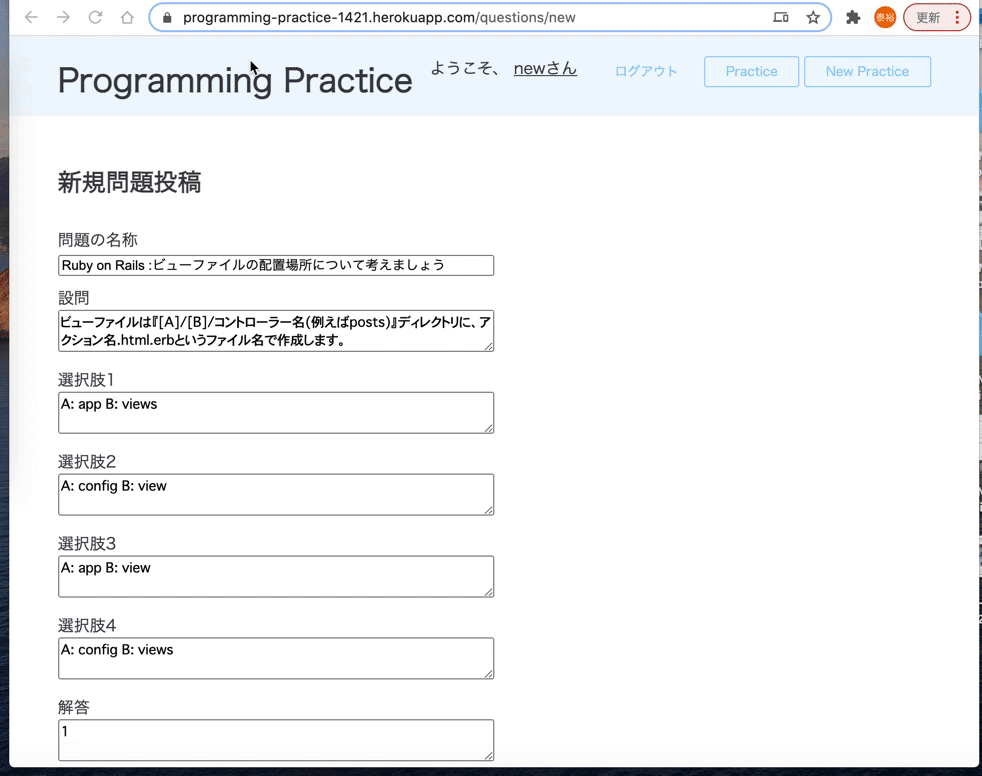 programming-practice-1421.herokuapp.com/questions/new
泰裕
更新
Programming Practice
ようこそ、 newさん
ログアウト
Practice
New Practice
新規問題投稿
問題の名称
Ruby on Rails :ビューファイルの配置場所について考えましょう
設問
ビューファイルは『[A]/[B]/コントローラー名(例えばposts)』ディレクトリに、ア
クション名.html.erbというファイル名で作成します。
選択肢1
A: app B: views
選択肢2
A: config B: view
選択肢3
A: app B: view
選択肢4
A: config B: views
解答
1